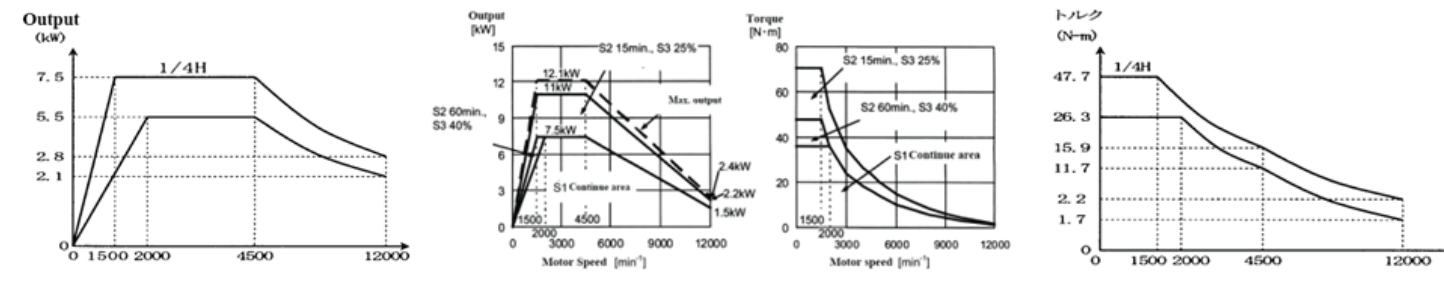 Output
(kW)
1/4H
7.5
5.5
2.8
2.1
0
0 1500 2000 4500 12000
Output
[kW]
15
S2 15min., S3 25%
12.1kW
12
11kW
Max. output
S2 60min.,
S3 40%
9
7.5kW
6
2.4kW
3
S1 Continue area
2.2kW
1.5kW
1500 4500
0
2000
0 3000 6000 9000 12000
Motor Speed [min⁻¹]
Torque
[N·m]
80
S2 15min., S3 25%
60
S2 60min., S3 40%
40
S1 Continue area
20
1500
0
2000
0 3000 6000 9000 12000
Motor speed [min⁻¹]
トルク
(N-m)
1/4H
47.7
26.3
15.9
11.7
2.2
1.7
0
0 1500 2000 4500 12000